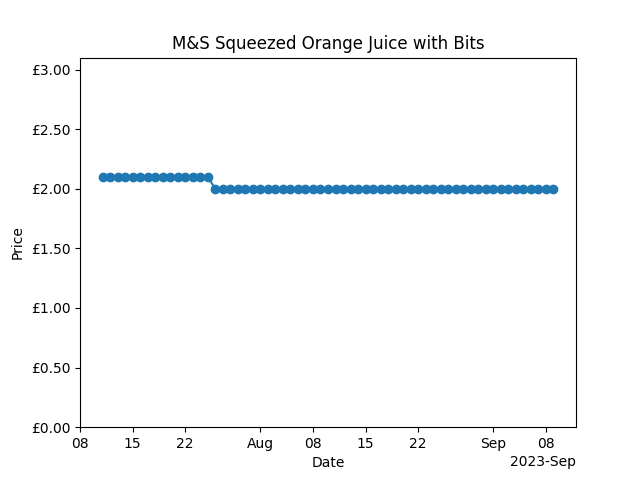 M&S Squeezed Orange Juice with Bits
£3.00
£2.50
£2.00
£1.50
£1.00
£0.50
£0.00
Price
08 15 22 Aug 08 15 22 Sep 08
Date
2023-Sep